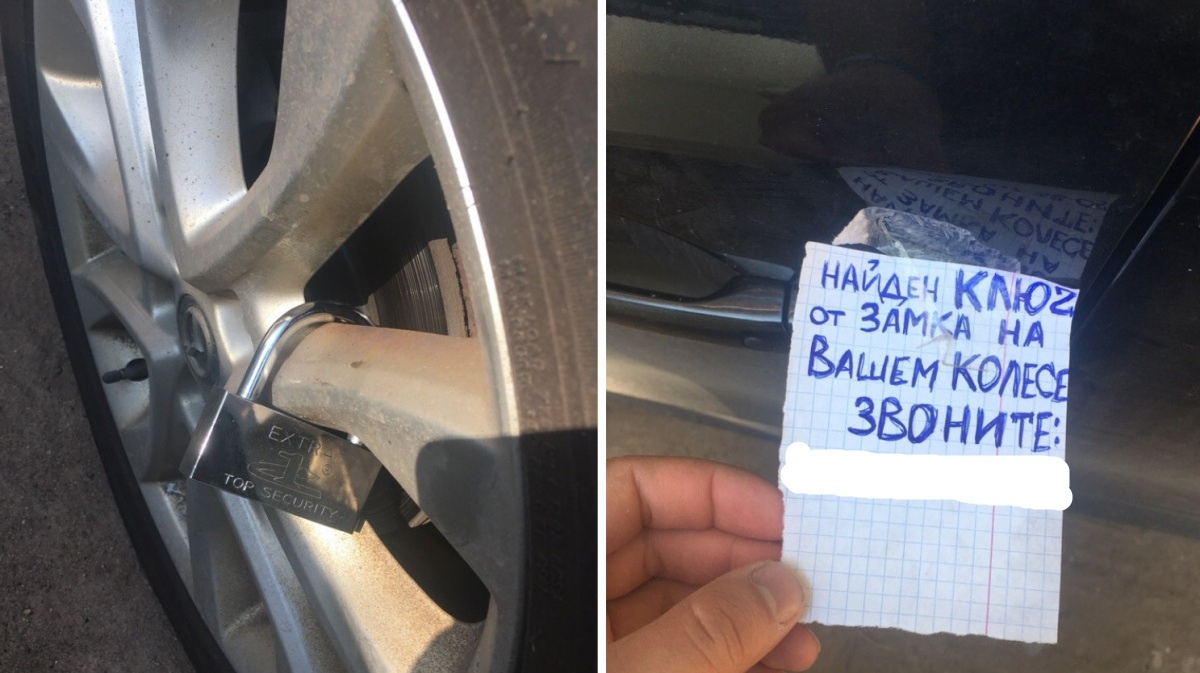 EXTRA
TOP SECURITY
НАЙДЕН КЛЮЧ
ОТ ЗАМКА НА
ВАШЕМ КОЛЕСЕ
ЗВОНИТЕ: